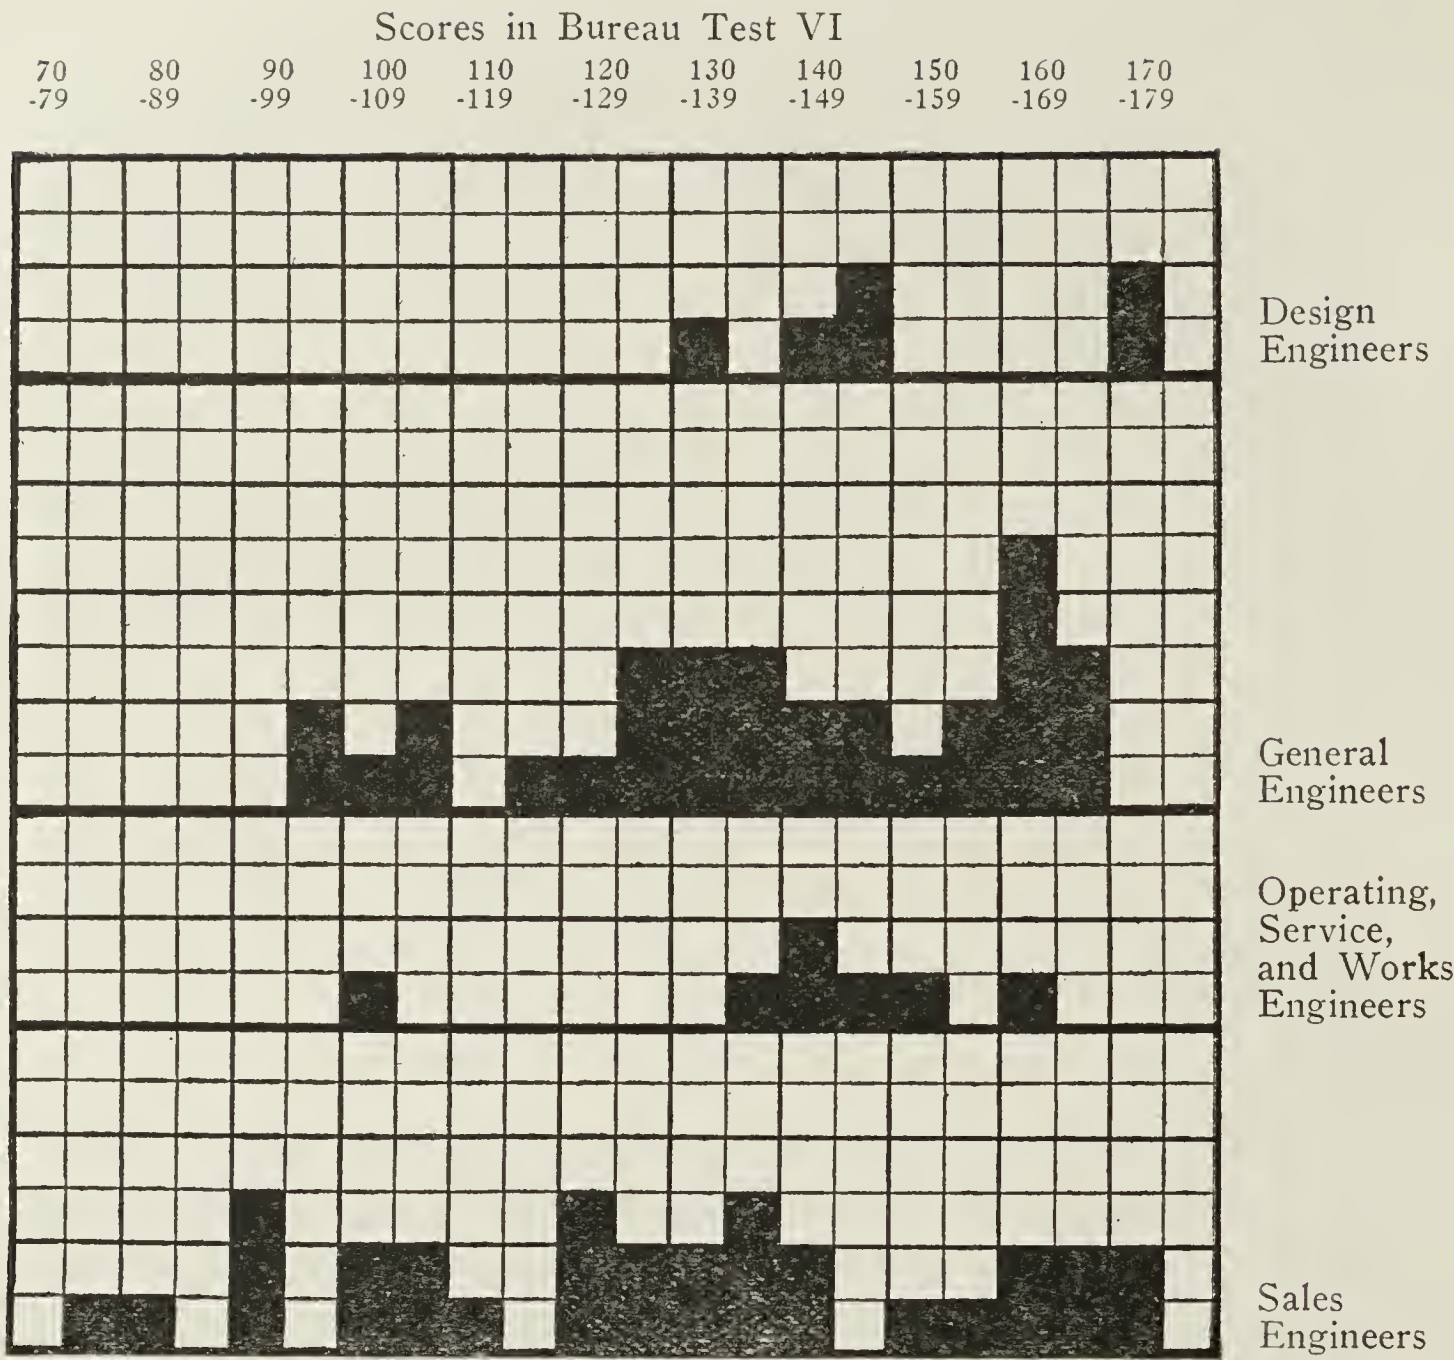 Scores in Bureau Test VI
70 80 90 100 110 120 130 140 150 160 170
-79 -89 -99 -109 -119 -129 -139 -149 -159 -169 -179
Design
Engineers
General
Engineers
Operating,
Service,
and Works
Engineers
Sales
Engineers